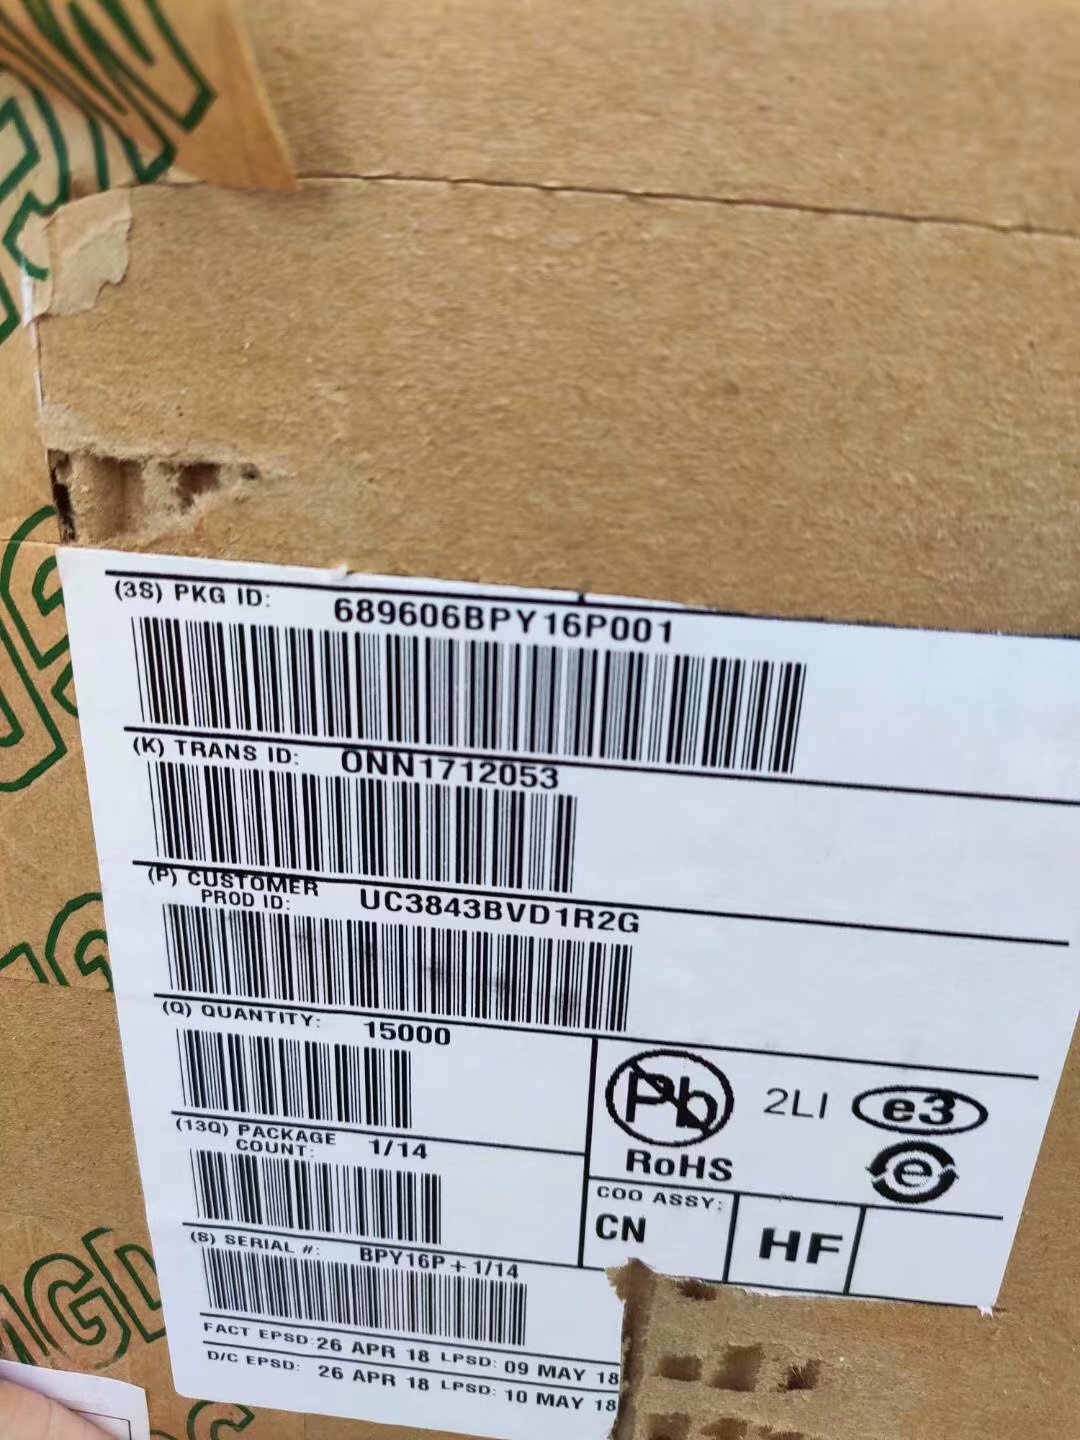 (3S) PKG ID: 689606BPY16P001
(K) TRANS ID: ONN1712053
(P) CUSTOMER
PROD ID: UC3843BVD1R2G
(Q) QUANTITY: 15000
(13Q) PACKAGE
COUNT: 1/14
(S) SERIAL #: BPY16P+1/14
FACT EPSD:26 APR 18 LPSD: 09 MAY 18
D/C EPSD: 26 APR 18 LPSD: 10 MAY 18
Pb 2LI e3
RoHS e
COO ASSY:
CN HF